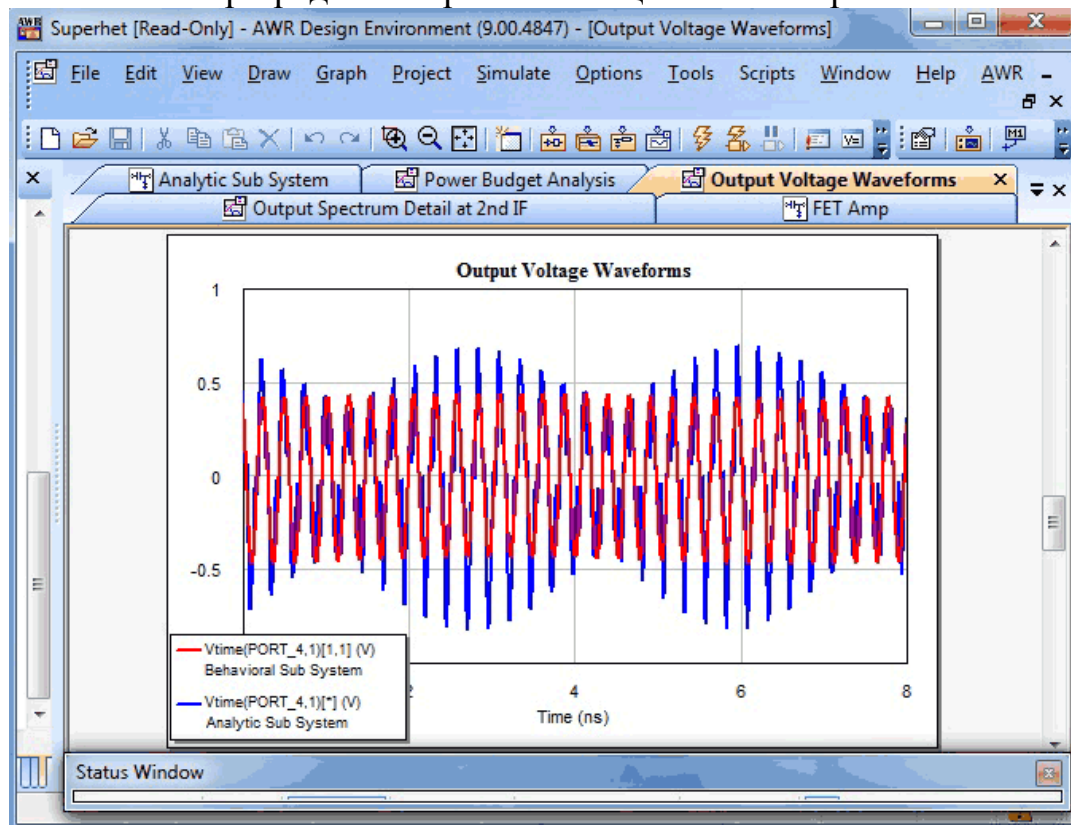 Superhet [Read-Only] - AWR Design Environment (9.00.4847) - [Output Voltage Waveforms]
File Edit View Draw Graph Project Simulate Options Tools Scripts Window Help AWR
Analytic Sub System Power Budget Analysis Output Voltage Waveforms
Output Spectrum Detail at 2nd IF FET Amp
Output Voltage Waveforms
1
0.5
0
-0.5
Vtime(PORT_4,1)[1,1] (V)
Behavioral Sub System
Vtime(PORT_4,1)[*] (V)
Analytic Sub System
4 6 8
Time (ns)
Status Window